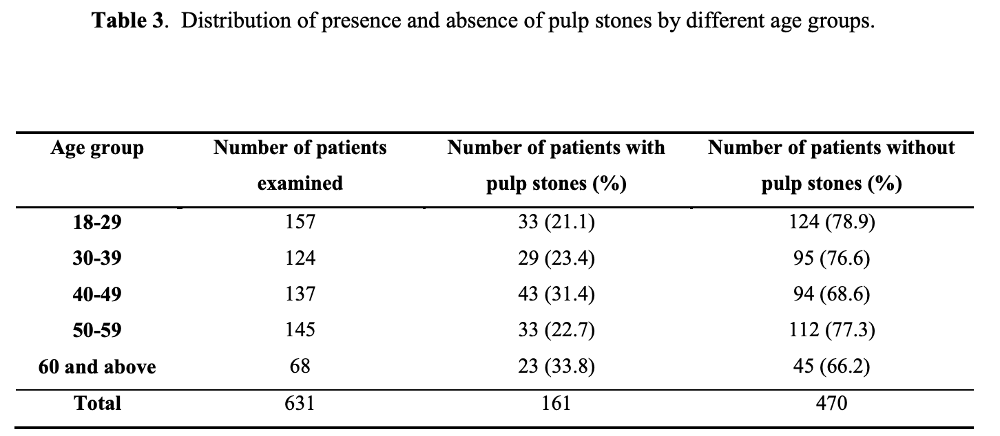 Table 3. Distribution of presence and absence of pulp stones by different age groups.
Age group Number of patients Number of patients with Number of patients without
examined pulp stones (%) pulp stones (%)
18-29 157 33 (21.1) 124 (78.9)
30-39 124 29 (23.4) 95 (76.6)
40-49 137 43 (31.4) 94 (68.6)
50-59 145 33 (22.7) 112 (77.3)
60 and above 68 23 (33.8) 45 (66.2)
Total 631 161 470